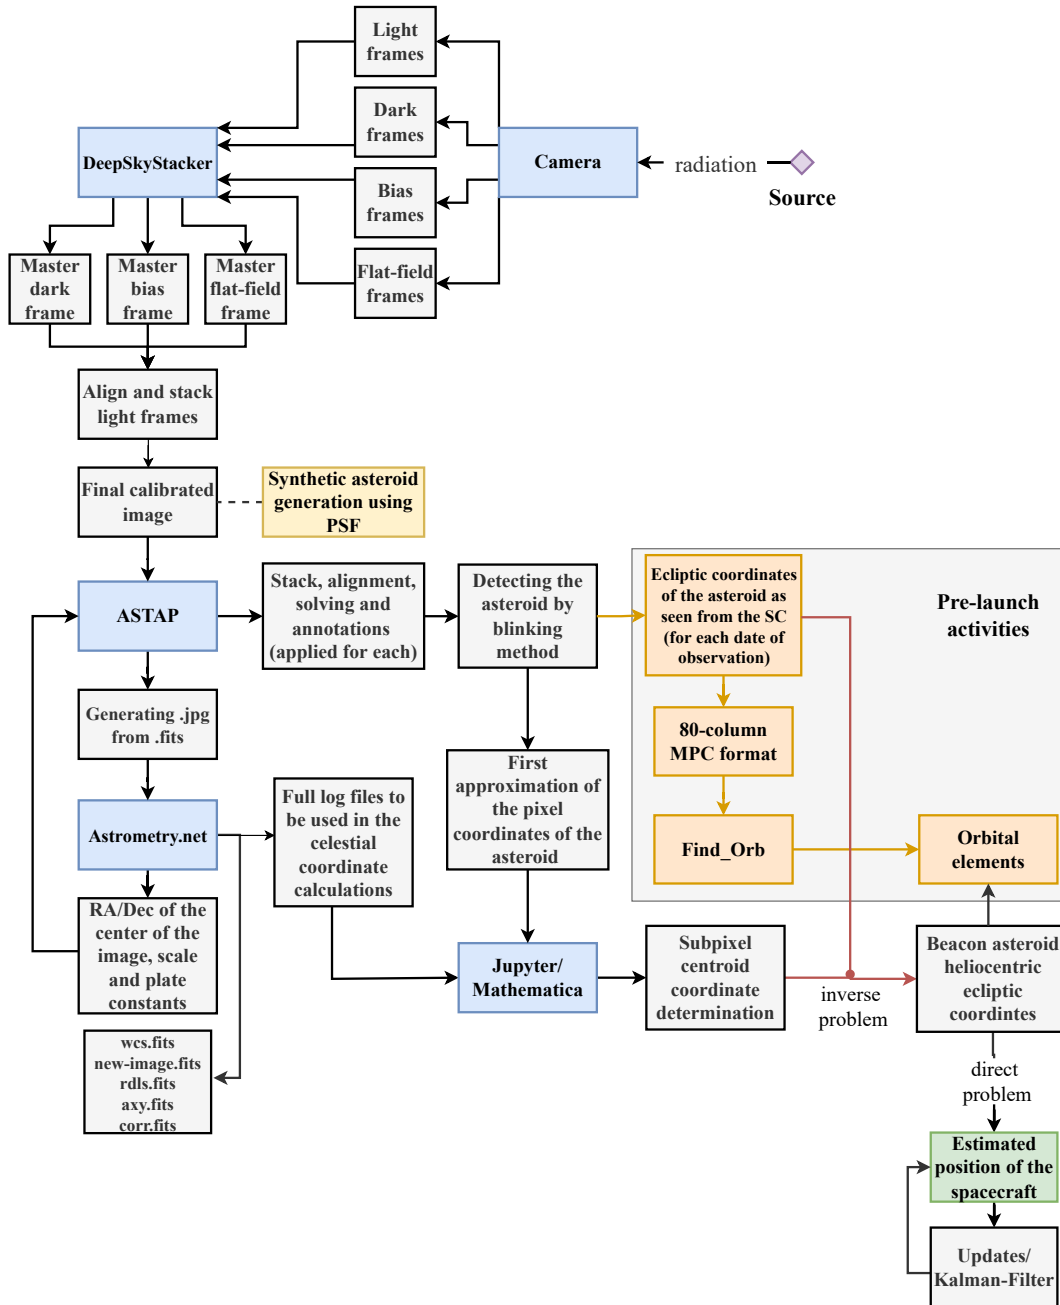 Light
frames
Dark
frames
DeepSkyStacker
Camera
radiation
Source
Bias
frames
Flat-field
frames
Master
dark
frame
Master
bias
frame
Master
flat-field
frame
Align and stack
light frames
Final calibrated
image
Synthetic asteroid
generation using
PSF
ASTAP
Stack, alignment,
solving and
annotations
(applied for each)
Detecting the
asteroid by
blinking
method
Ecliptic coordinates
of the asteroid as
seen from the SC
(for each date of
observation)
Pre-launch
activities
Generating .jpg
from .fits
80-column
MPC format
First
approximation
of the pixel
coordinates of the
asteroid
Astrometry.net
Full log files to
be used in the
celestial
coordinate
calculations
Find_Orb
Orbital
elements
RA/Dec of the
center of the
image, scale
and plate
constants
Jupyter/
Mathematica
Subpixel
centroid
coordinate
determination
inverse
problem
Beacon asteroid
heliocentric
ecliptic
coordintes
wcs.fits
new-image.fits
rdls.fits
axy.fits
corr.fits
direct
problem
Estimated
position of the
spacecraft
Updates/
Kalman-Filter